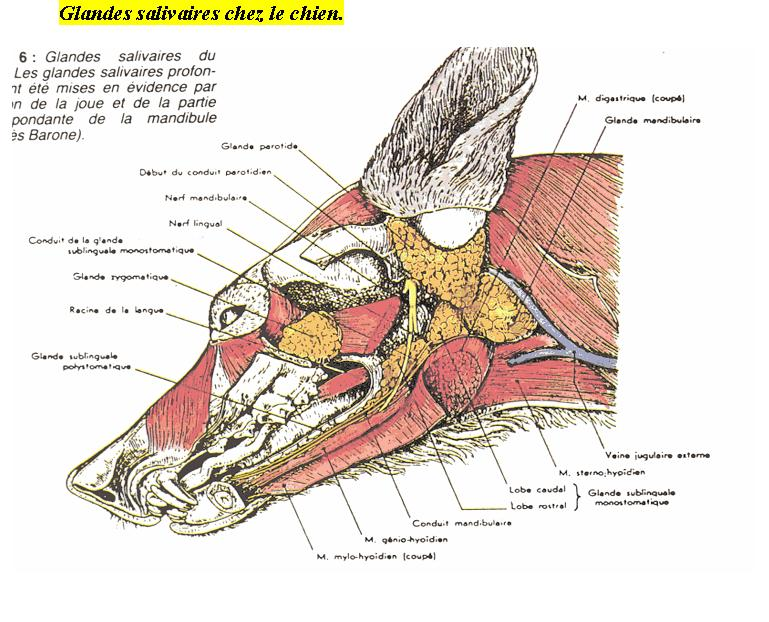 Glandes salivaires chez le chien.
6 : Glandes salivaires du
Les glandes salivaires profon-
nt été mises en évidence par
n de la joue et de la partie
pondante de la mandibule
ès Barone).
M. digastrique (coupé)
Glande mandibulaire
Glande parotide
Début du conduit parotidien
Nerf mandibulaire
Nerf lingual
Conduit de la glande
sublinguale monostomatique
Glande zygomatique
Racine de la langue
Glande sublinguale
polystomatique
Veine jugulaire externe
M. sterno-hyoïdien
Lobe caudal
Lobe rostral
Glande sublinguale
monostomatique
Conduit mandibulaire
M. génio-hyoïdien
M. mylo-hyoïdien (coupé)